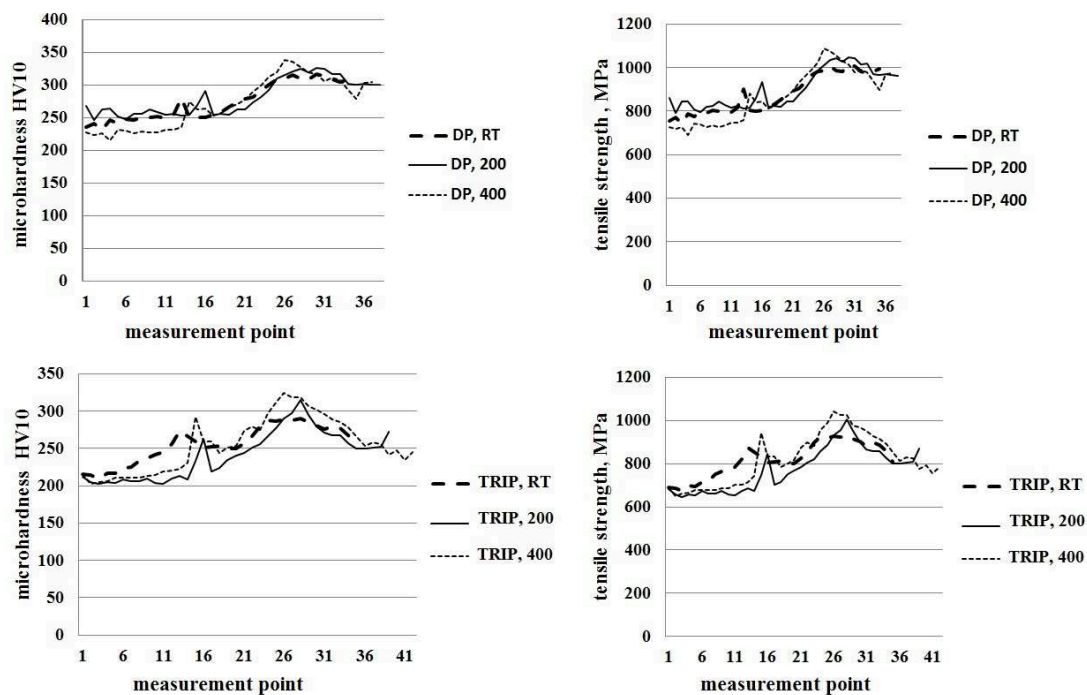 microhardness HV10
400
350
300
250
200
150
100
50
0
1 6 11 16 21 26 31 36
measurement point
DP, RT
DP, 200
DP, 400
tensile strength , MPa
1200
1000
800
600
400
200
0
1 6 11 16 21 26 31 36
measurement point
DP, RT
DP, 200
DP, 400
microhardness HV10
350
300
250
200
150
100
50
0
1 6 11 16 21 26 31 36 41
measurement point
TRIP, RT
TRIP, 200
TRIP, 400
tensile strength, MPa
1200
1000
800
600
400
200
0
1 6 11 16 21 26 31 36 41
measurement point
TRIP, RT
TRIP, 200
TRIP, 400